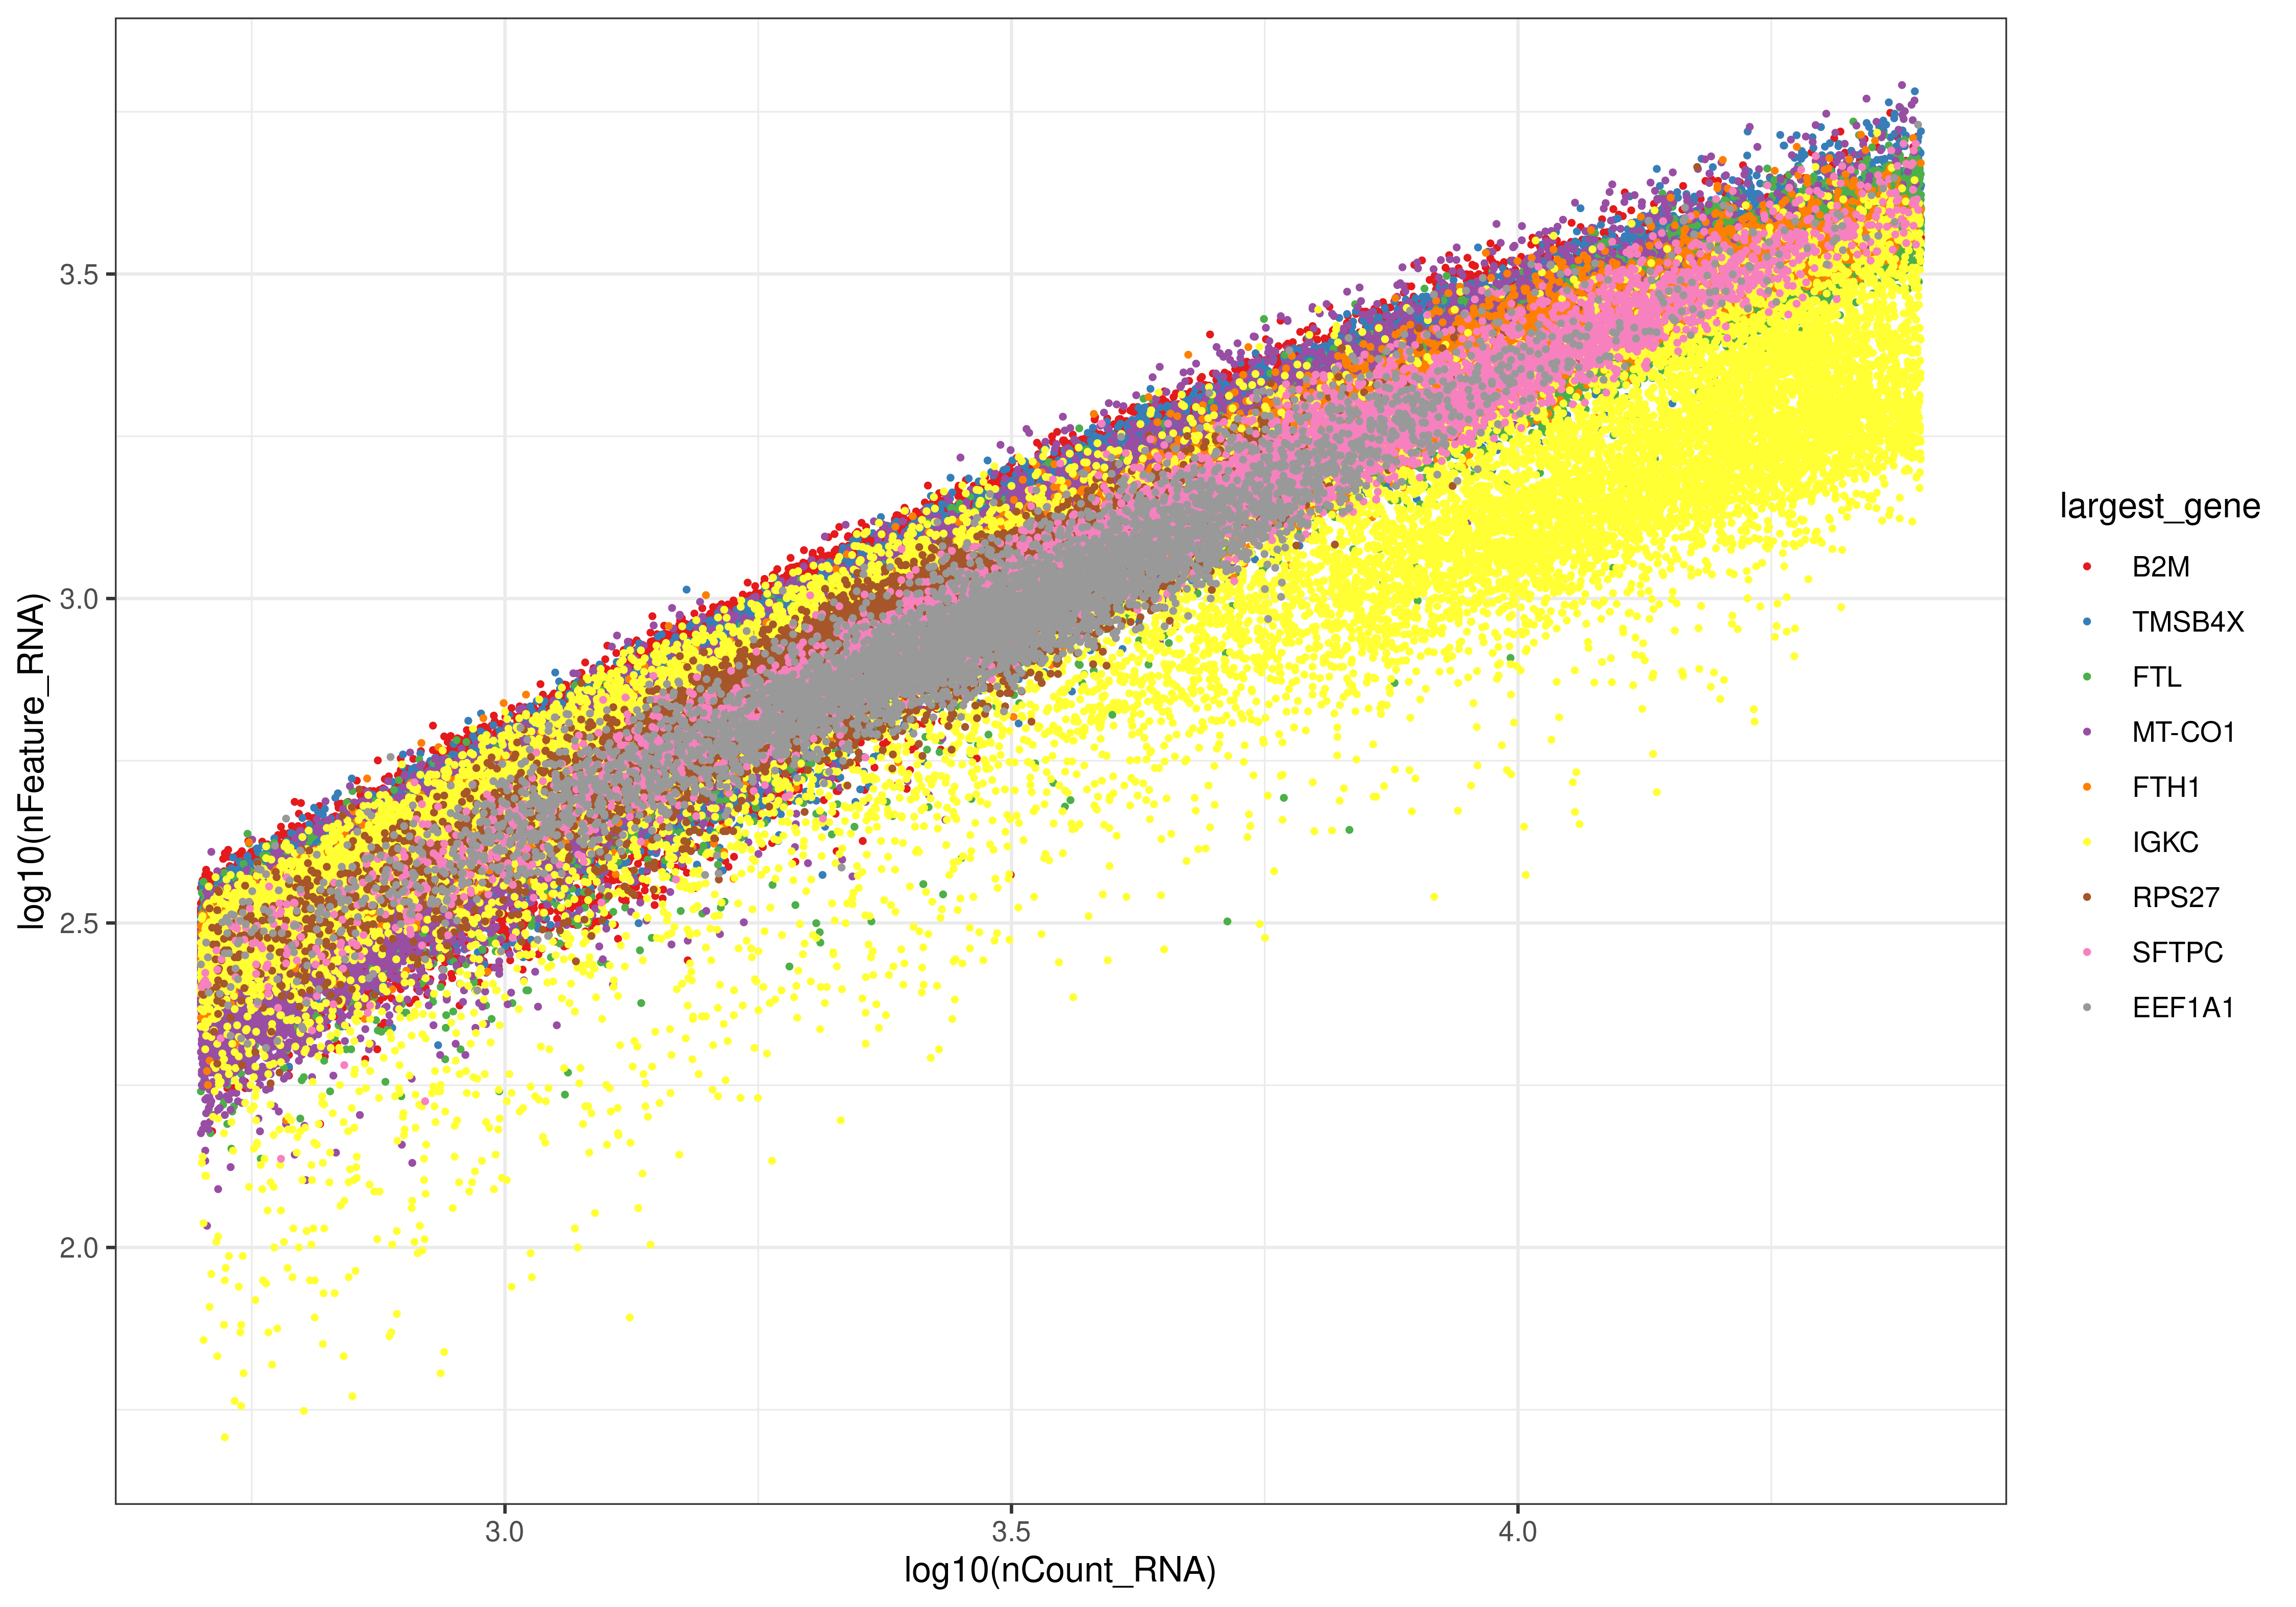 log10(nFeature_RNA)
3.5
3.0
2.5
2.0
3.0
3.5
4.0
log10(nCount_RNA)
largest_gene
B2M
TMSB4X
FTL
MT-CO1
FTH1
IGKC
RPS27
SFTPC
EEF1A1